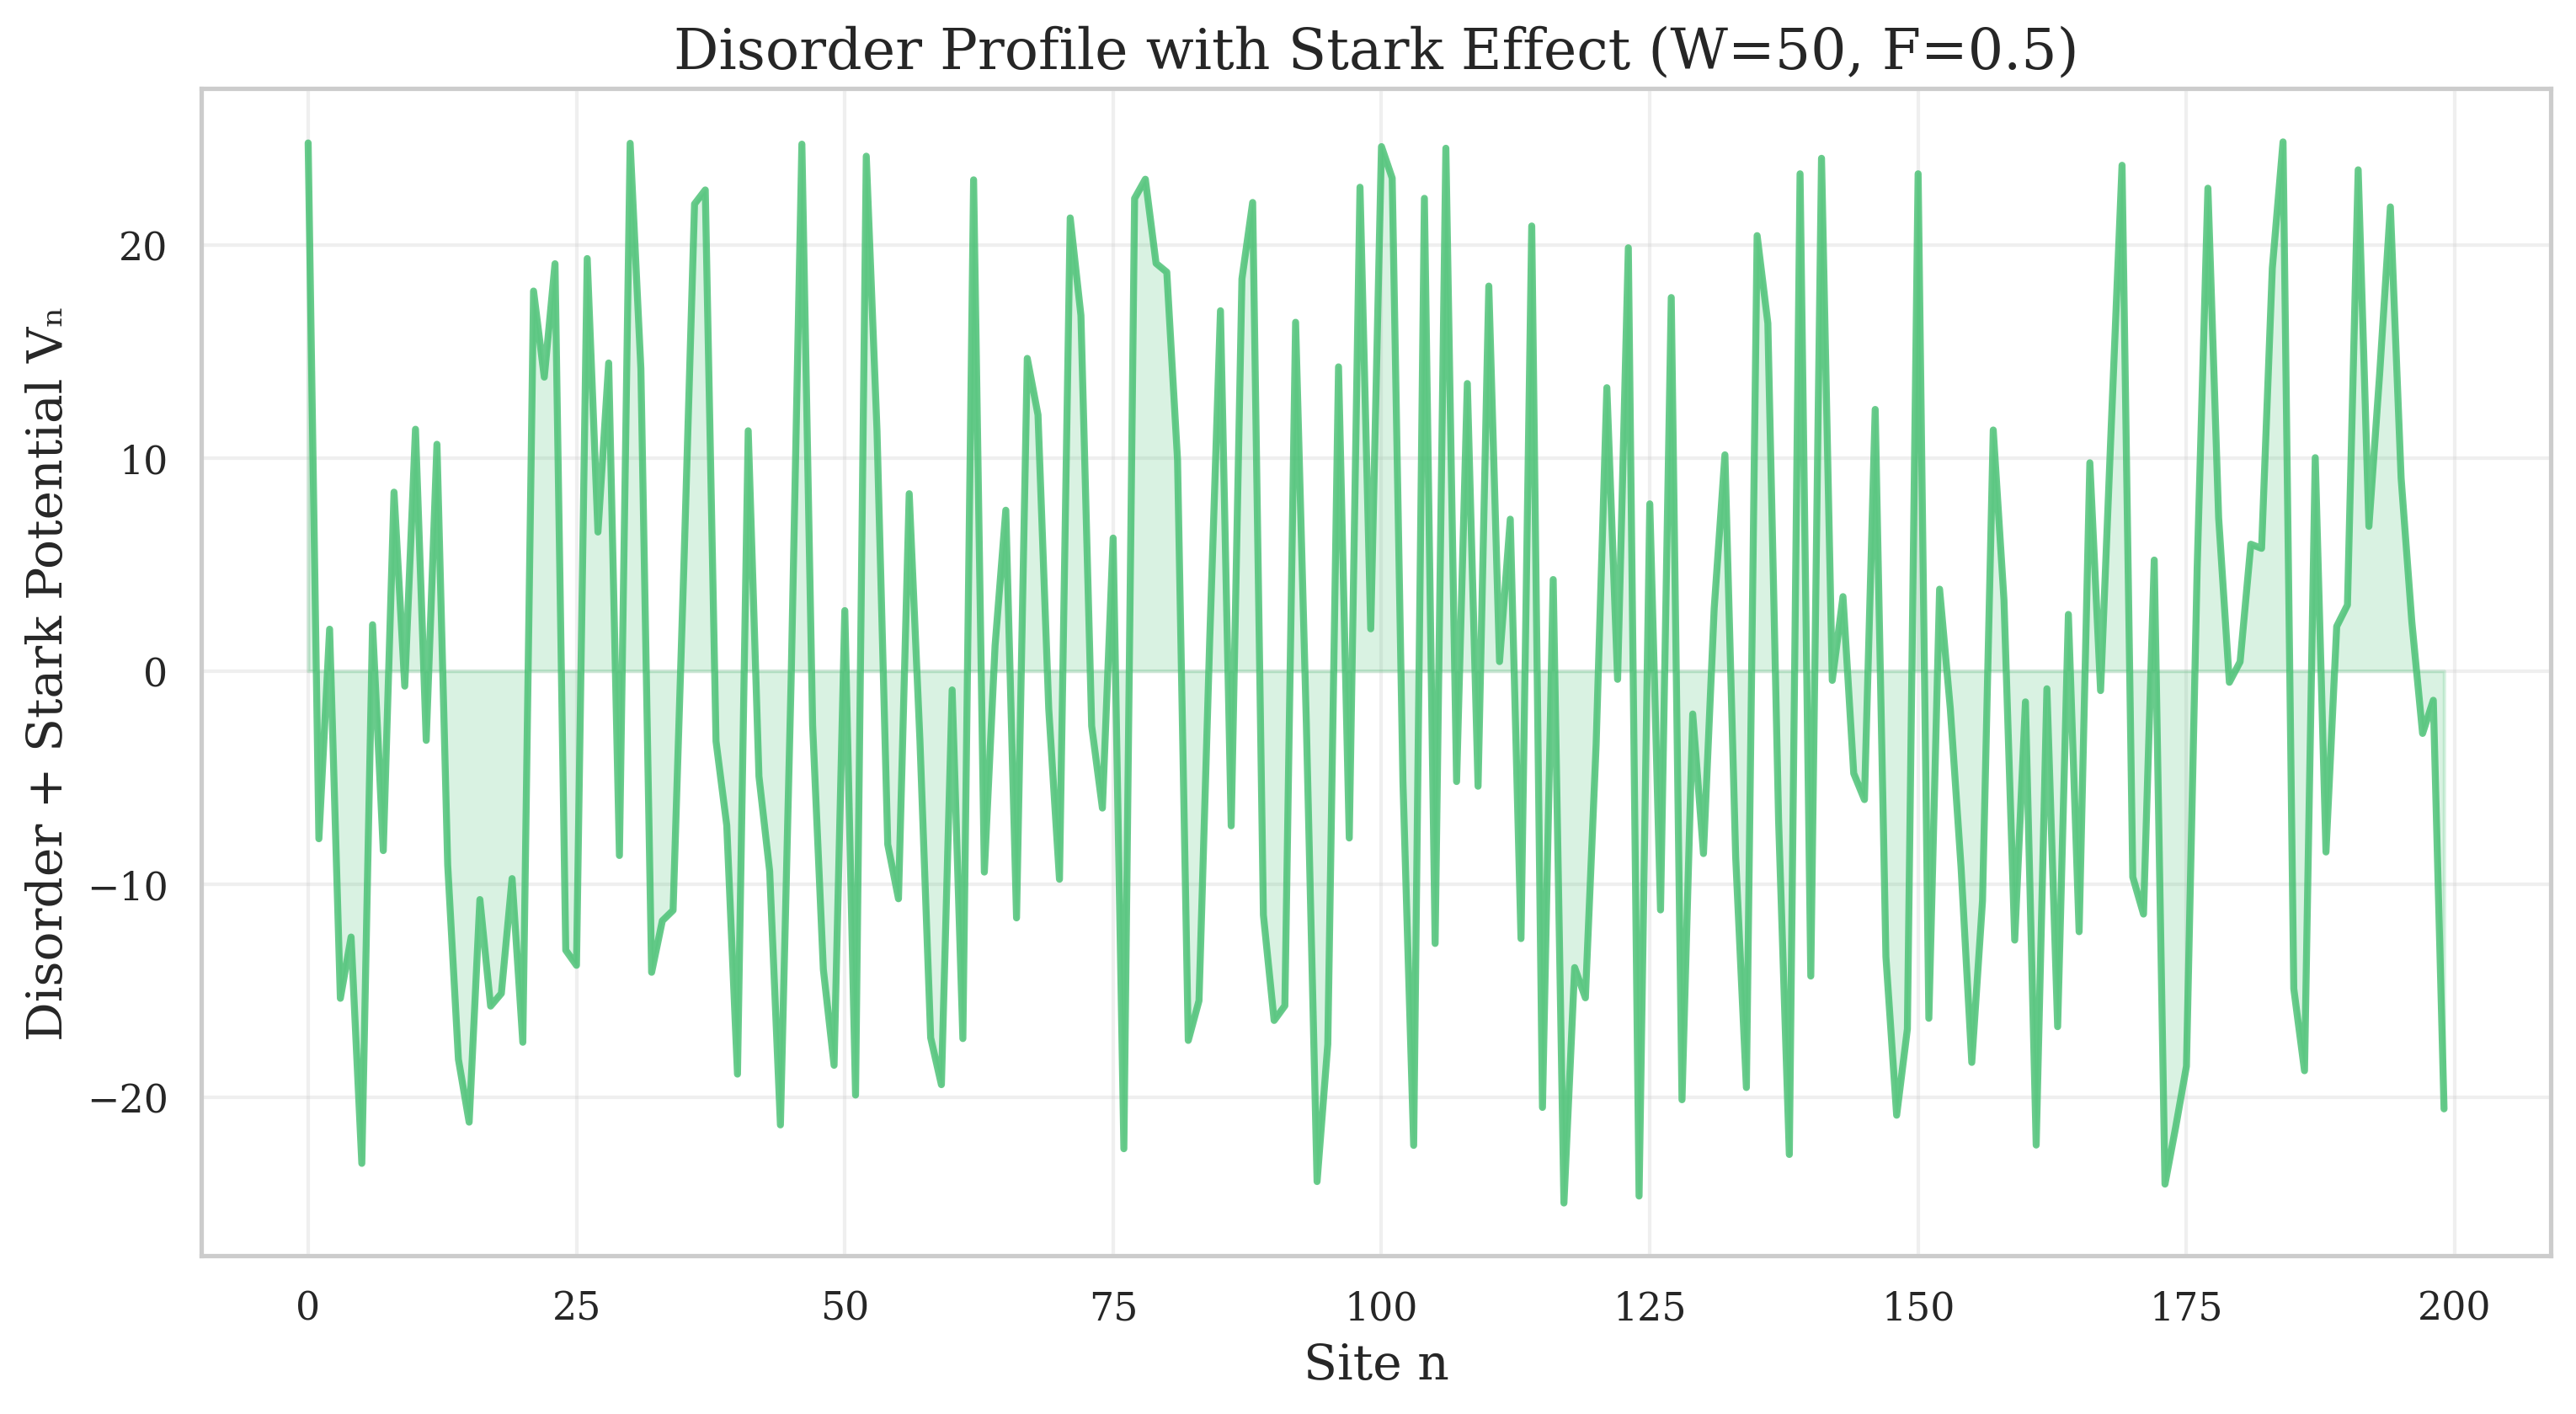 Disorder Profile with Stark Effect (W=50, F=0.5)
Disorder + Stark Potential Vₙ
20
10
0
−10
−20
0 25 50 75 100 125 150 175 200
Site n